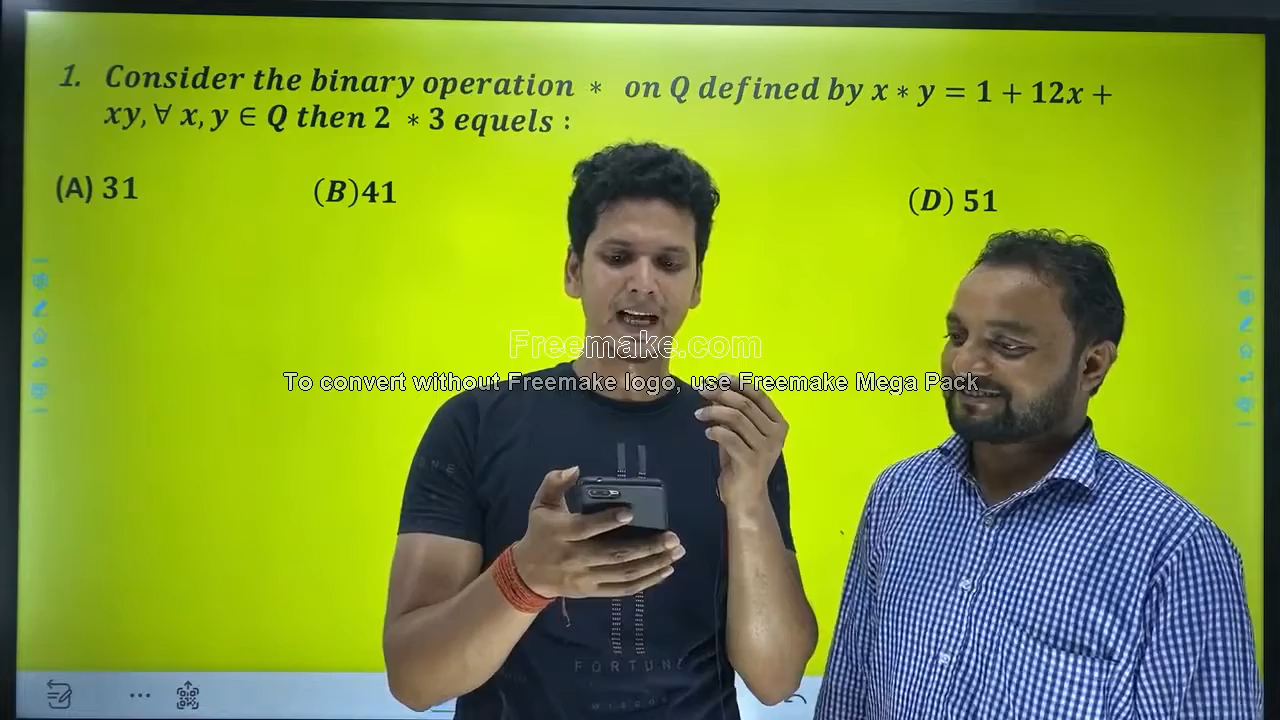 1. Consider the binary operation * on Q defined by x * y = 1 + 12x +
xy, ∀ x, y ∈ Q then 2 * 3 equels :
(A) 31 (B)41 (D) 51
Freemake.com
To convert without Freemake logo, use Freemake Mega Pack
FORTUNE